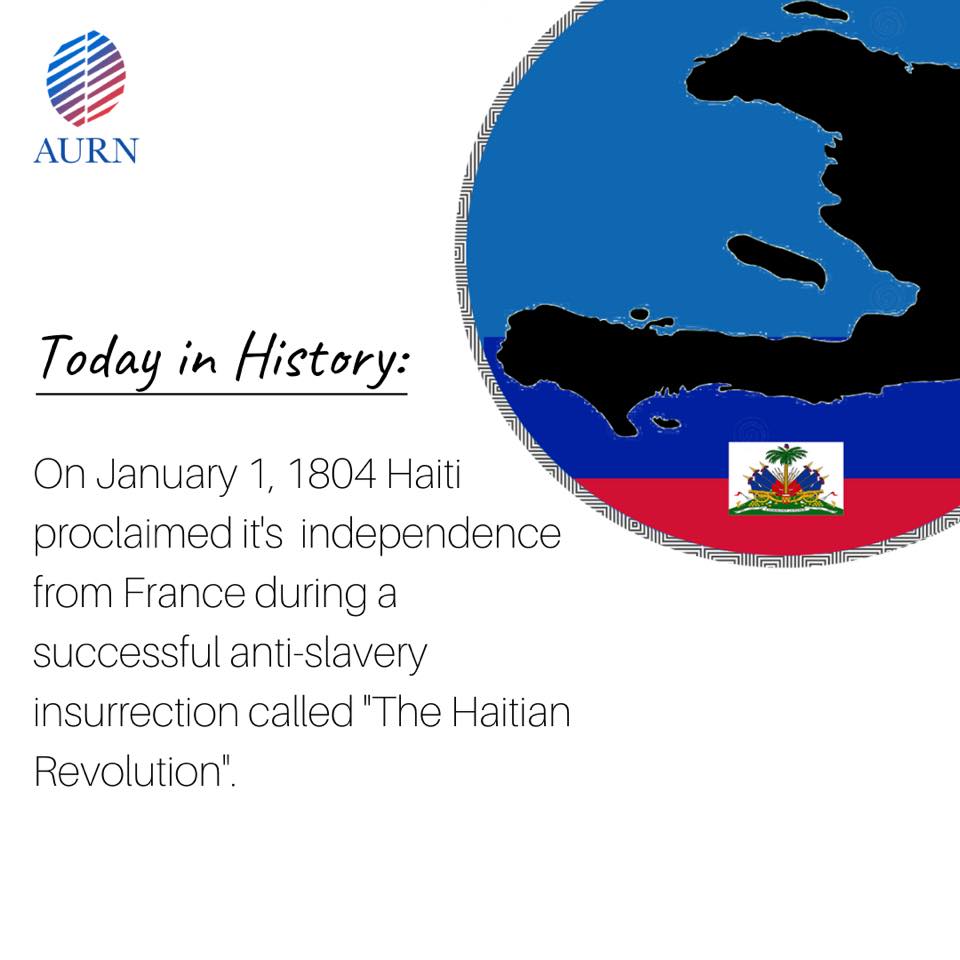 AURN
Today in History:
On January 1, 1804 Haiti
proclaimed it's  independence
from France during a
successful anti-slavery
insurrection called "The Haitian
Revolution".